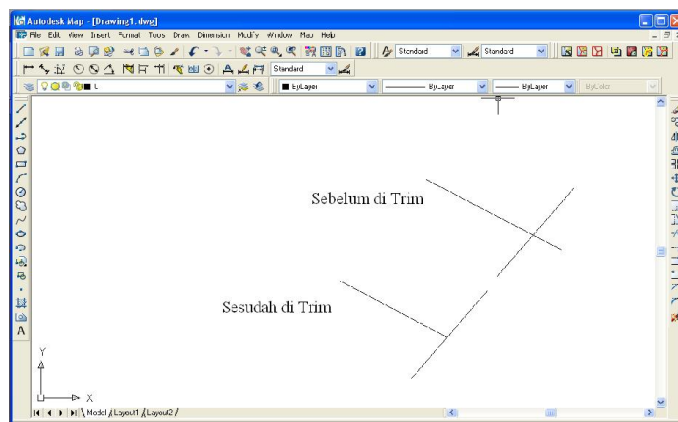 Autodesk Map - [Drawing1.dwg]
File Edit View Insert Format Tools Draw Dimension Modify Window Map Help
Standard Standard
Standard
ByLayer ByLayer ByLayer ByColor
Sebelum di Trim
Sesudah di Trim
Y
X
Model Layout1 Layout2
A